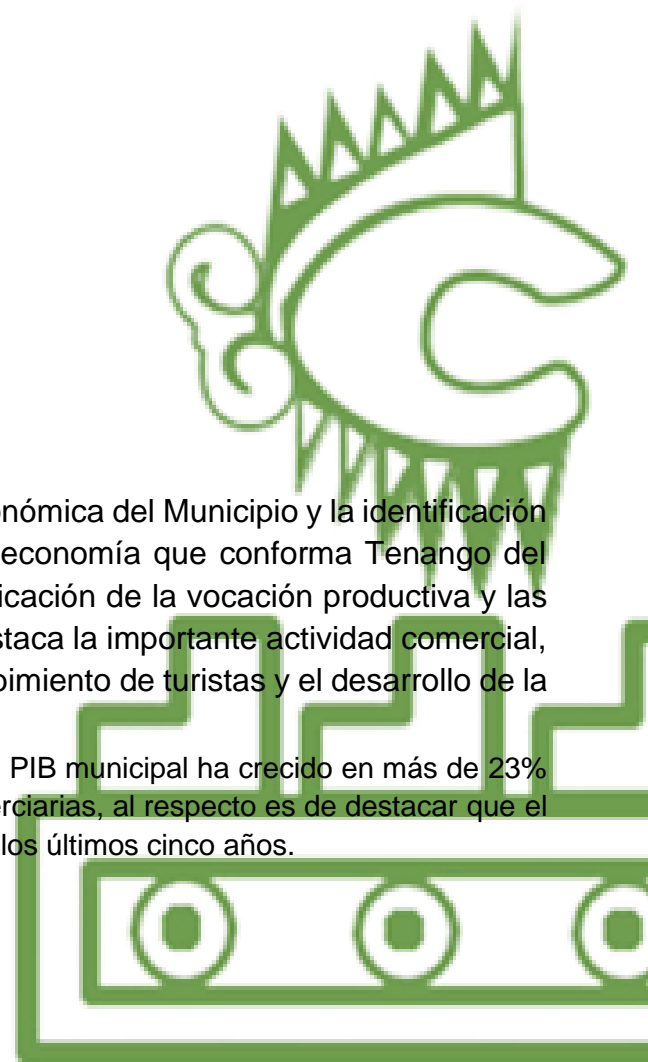 nómica del Municipio y la identificación
economía que conforma Tenango del
icación de la vocación productiva y las
staca la importante actividad comercial,
bimiento de turistas y el desarrollo de la
PIB municipal ha crecido en más de 23%
erciarias, al respecto es de destacar que el
los últimos cinco años.